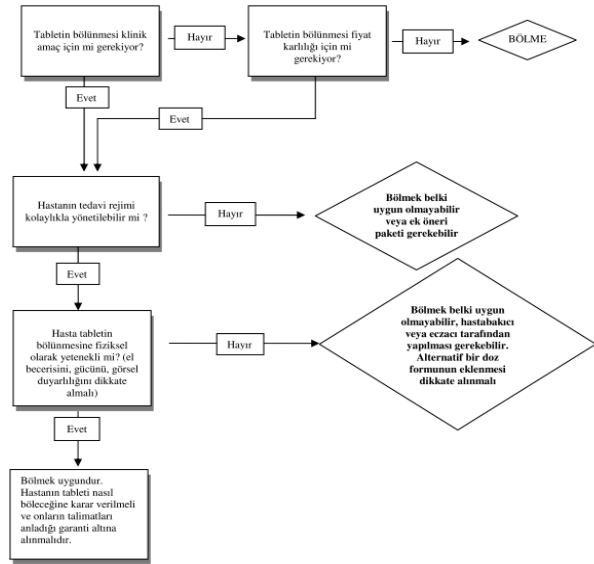 Tabletin bölünmesi klinik
amaç için mi gerekiyor?
Hayır
Tabletin bölünmesi fiyat
karlılığı için mi
gerekiyor?
Hayır
BÖLME
Evet
Evet
Hastanın tedavi rejimi
kolaylıkla yönetilebilir mi ?
Hayır
Bölmek belki
uygun olmayabilir
veya ek öneri
paketi gerekebilir
Evet
Hasta tabletin
bölünmesine fiziksel
olarak yetenekli mi? (el
becerisini, gücünü, görsel
duyarlılığını dikkate
almalı)
Hayır
Bölmek belki uygun
olmayabilir, hastabakıcı
veya eczacı tarafından
yapılması gerekebilir.
Alternatif bir doz
formunun eklenmesi
dikkate alınmalı
Evet
Bölmek uygundur.
Hastanın tableti nasıl
böleceğine karar verilmeli
ve onların talimatları
anladığı garanti altına
alınmalıdır.